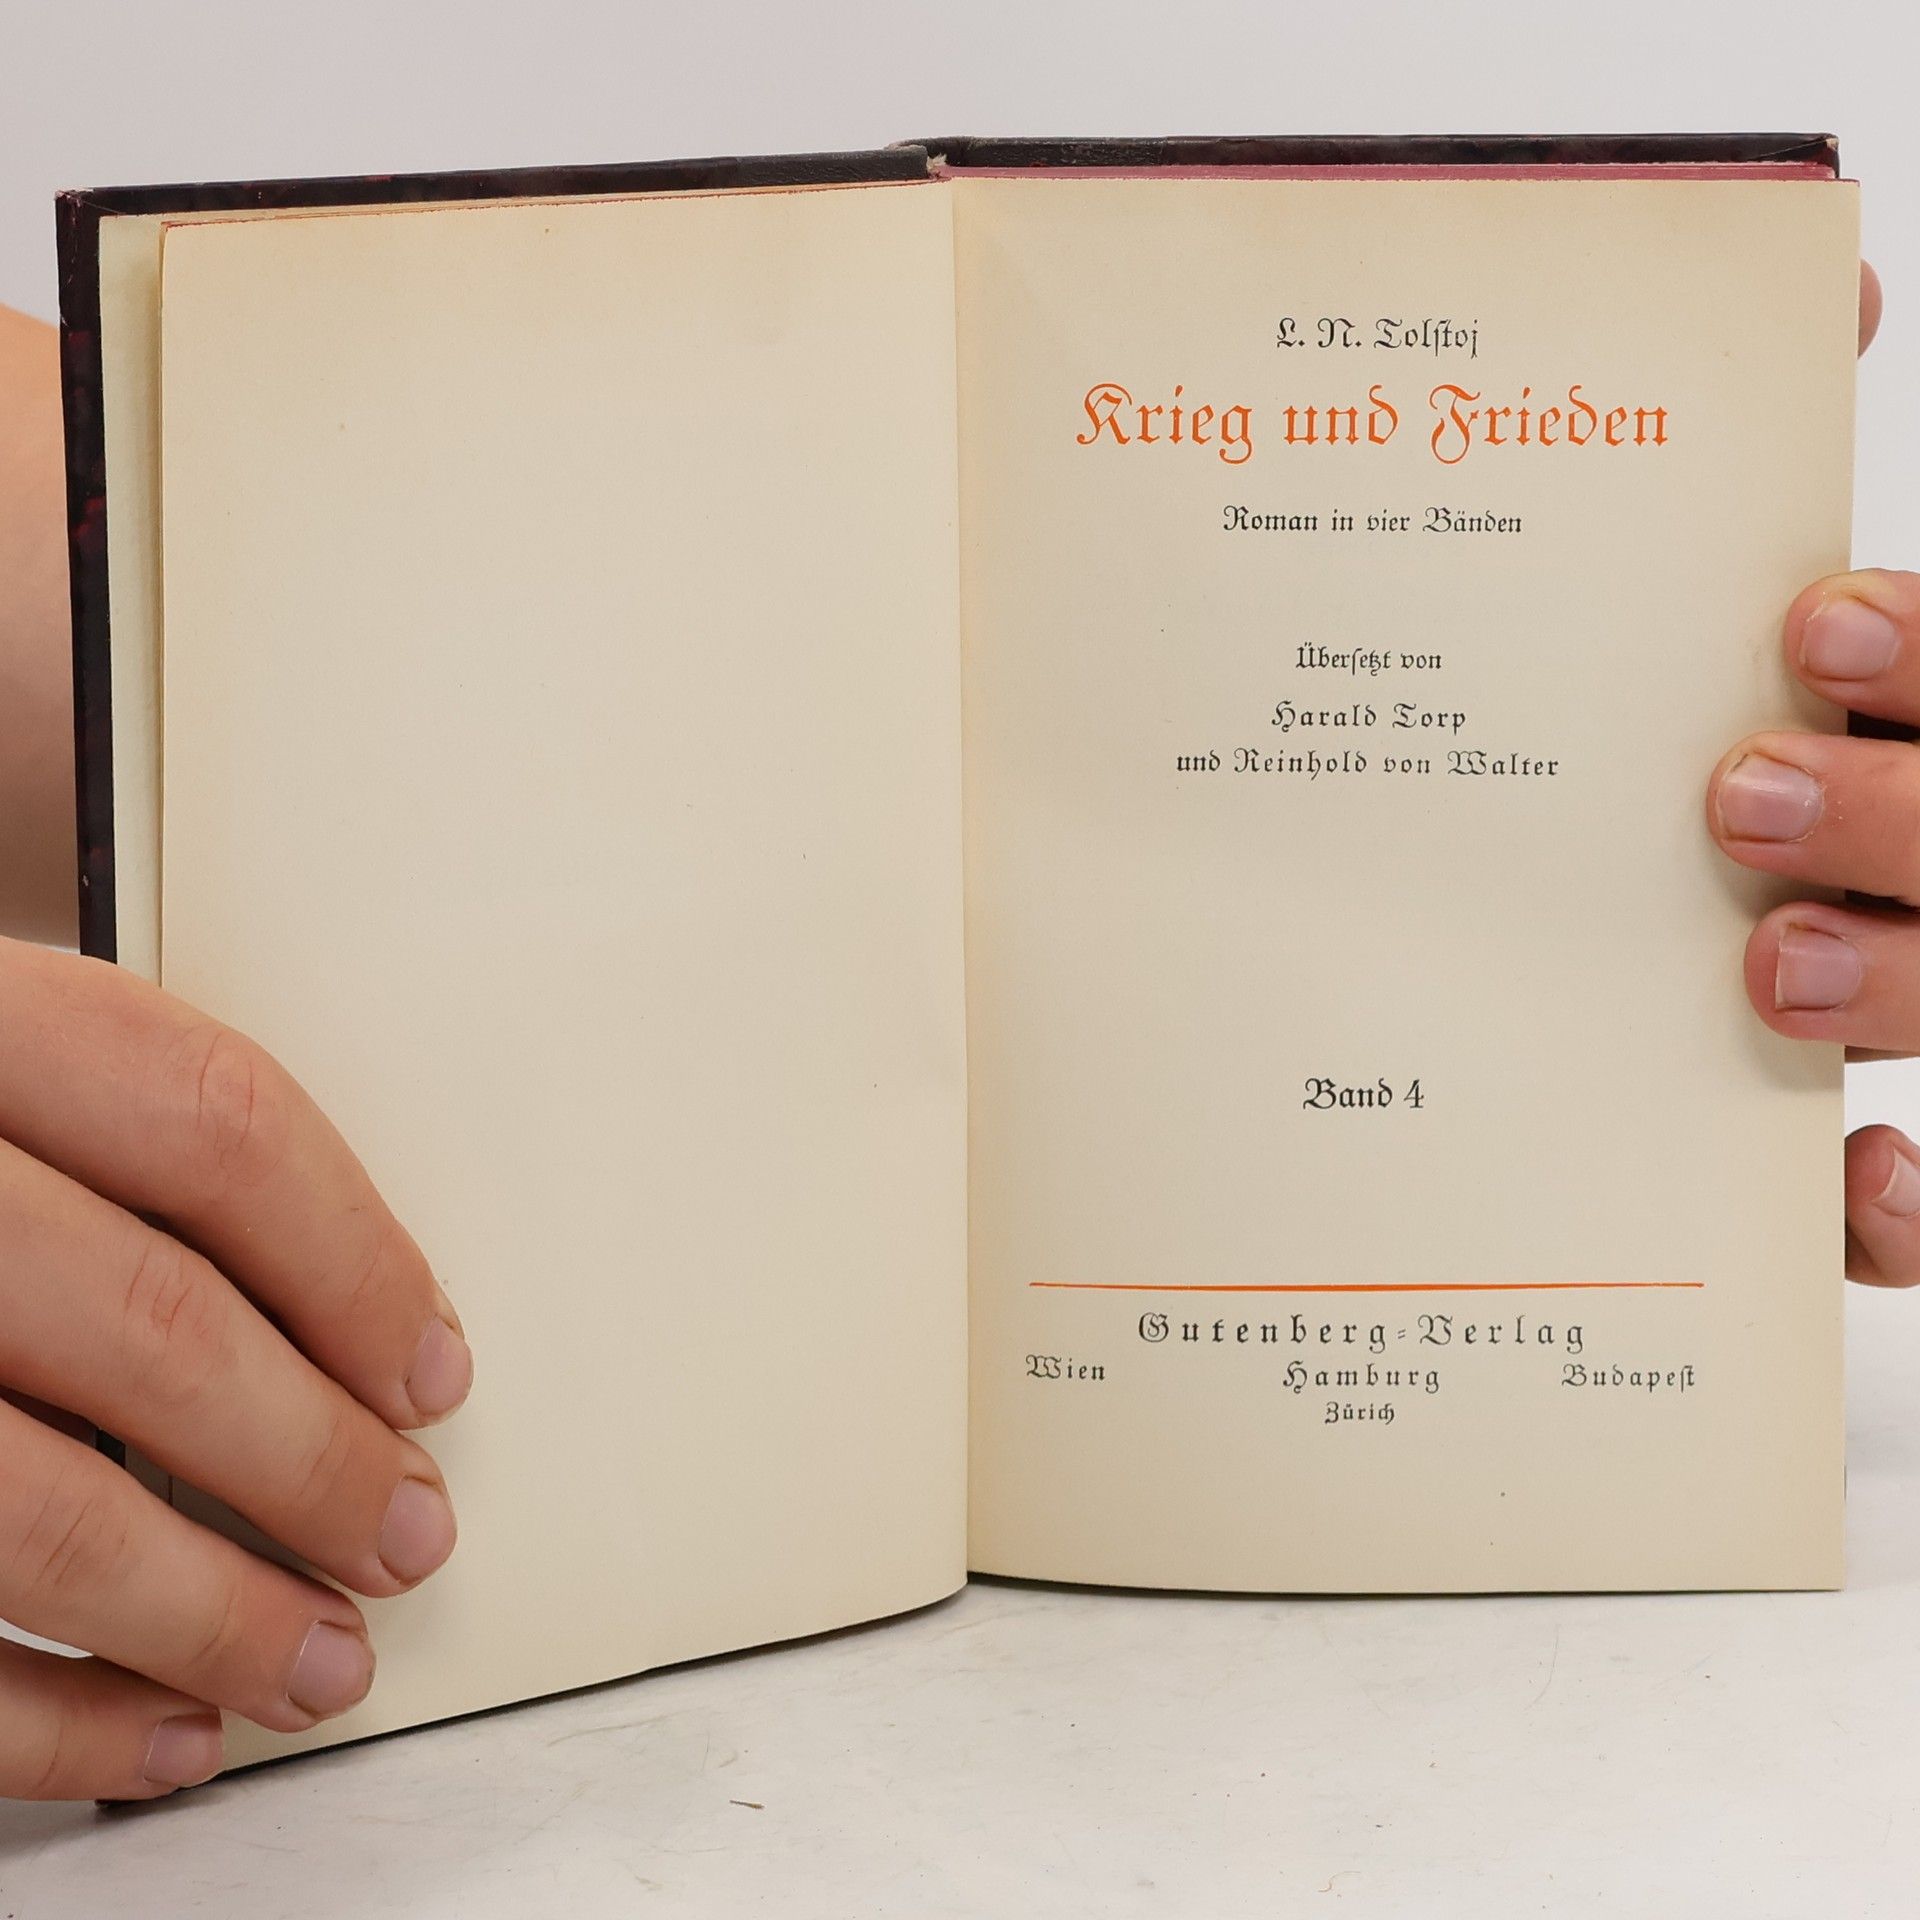 L. N. Tolstoj
Krieg und Frieden
Roman in vier Bänden
Übersetzt von
Harald Torp
und Reinhold von Walter
Band 4
Gutenberg-Verlag
Wien Hamburg Budapest
Zürich